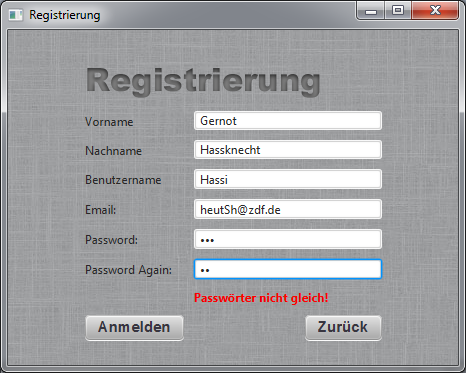 Registrierung
Registrierung
Vorname Gernot
Nachname Hassknecht
Benutzername Hassi
Email: heutSh@zdf.de
Password: •••
Password Again: ••
Passwörter nicht gleich!
Anmelden Zurück